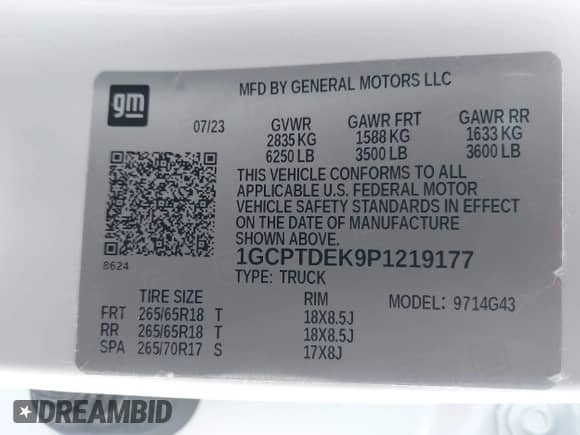 MFD BY GENERAL MOTORS LLC
gm
07/23 GVWR GAWR FRT GAWR RR
2835 KG 1588 KG 1633 KG
6250 LB 3500 LB 3600 LB
THIS VEHICLE CONFORMS TO ALL
APPLICABLE U.S. FEDERAL MOTOR
VEHICLE SAFETY STANDARDS IN EFFECT
ON THE DATE OF MANUFACTURE
SHOWN ABOVE.
8624
1GCPTDEK9P1219177
TYPE: TRUCK
TIRE SIZE RIM MODEL: 9714G43
FRT 265/65R18 T 18X8.5J
RR 265/65R18 T 18X8.5J
SPA 265/70R17 S 17X8J
DREAMBID